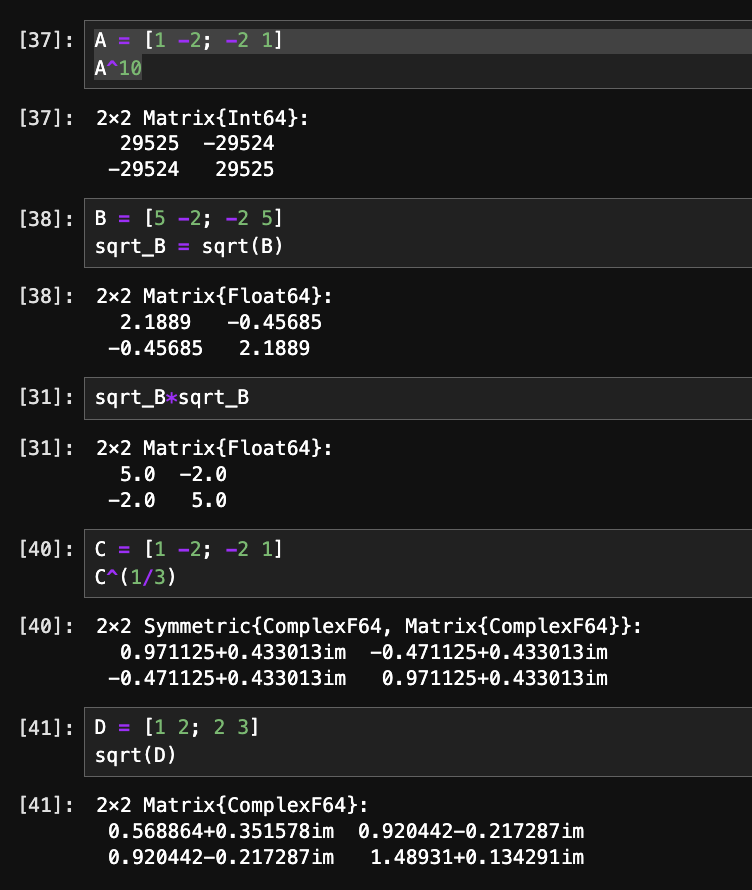 [37]: A = [1 -2; -2 1]
A^10
[37]: 2×2 Matrix{Int64}:
29525 -29524
-29524 29525
[38]: B = [5 -2; -2 5]
sqrt_B = sqrt(B)
[38]: 2×2 Matrix{Float64}:
2.1889 -0.45685
-0.45685 2.1889
[31]: sqrt_B*sqrt_B
[31]: 2×2 Matrix{Float64}:
5.0 -2.0
-2.0 5.0
[40]: C = [1 -2; -2 1]
C^(1/3)
[40]: 2×2 Symmetric{ComplexF64, Matrix{ComplexF64}}:
0.971125+0.433013im -0.471125+0.433013im
-0.471125+0.433013im 0.971125+0.433013im
[41]: D = [1 2; 2 3]
sqrt(D)
[41]: 2×2 Matrix{ComplexF64}:
0.568864+0.351578im 0.920442-0.217287im
0.920442-0.217287im 1.48931+0.134291im